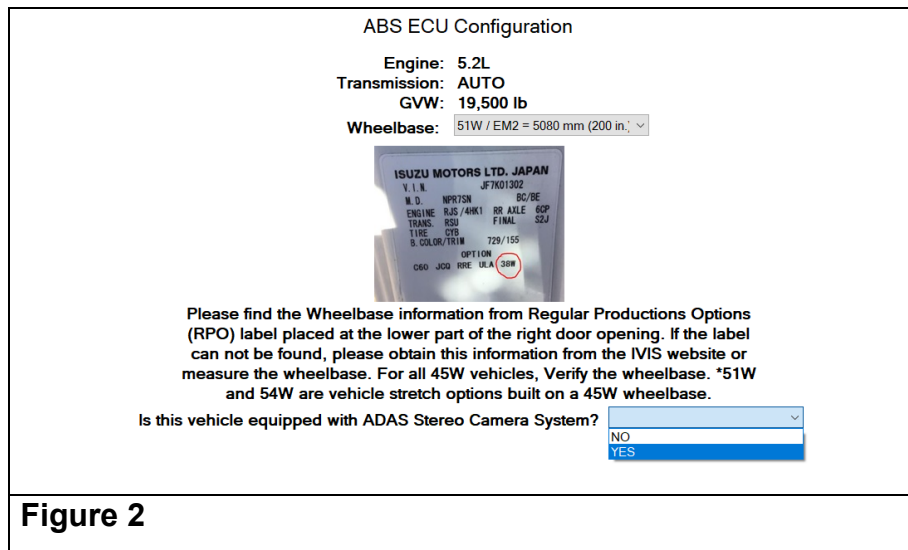 ABS ECU Configuration
Engine: 5.2L
Transmission: AUTO
GVW: 19,500 lb
Wheelbase: 51W / EM2 = 5080 mm (200 in.)
ISUZU MOTORS LTD. JAPAN
V.I.N. JF7K01302
M.D. NPR7SN BC/BE
ENGINE RJS/4HK1 RR AXLE 6CP
TRANS. RSU FINAL S2J
TIRE CYB
B.COLOR/TRIM 729/155
OPTION
C60 JCQ RRE ULA 38W
Please find the Wheelbase information from Regular Productions Options
(RPO) label placed at the lower part of the right door opening. If the label
can not be found, please obtain this information from the IVIS website or
measure the wheelbase. For all 45W vehicles, Verify the wheelbase. *51W
and 54W are vehicle stretch options built on a 45W wheelbase.
Is this vehicle equipped with ADAS Stereo Camera System?
NO
YES
Figure 2